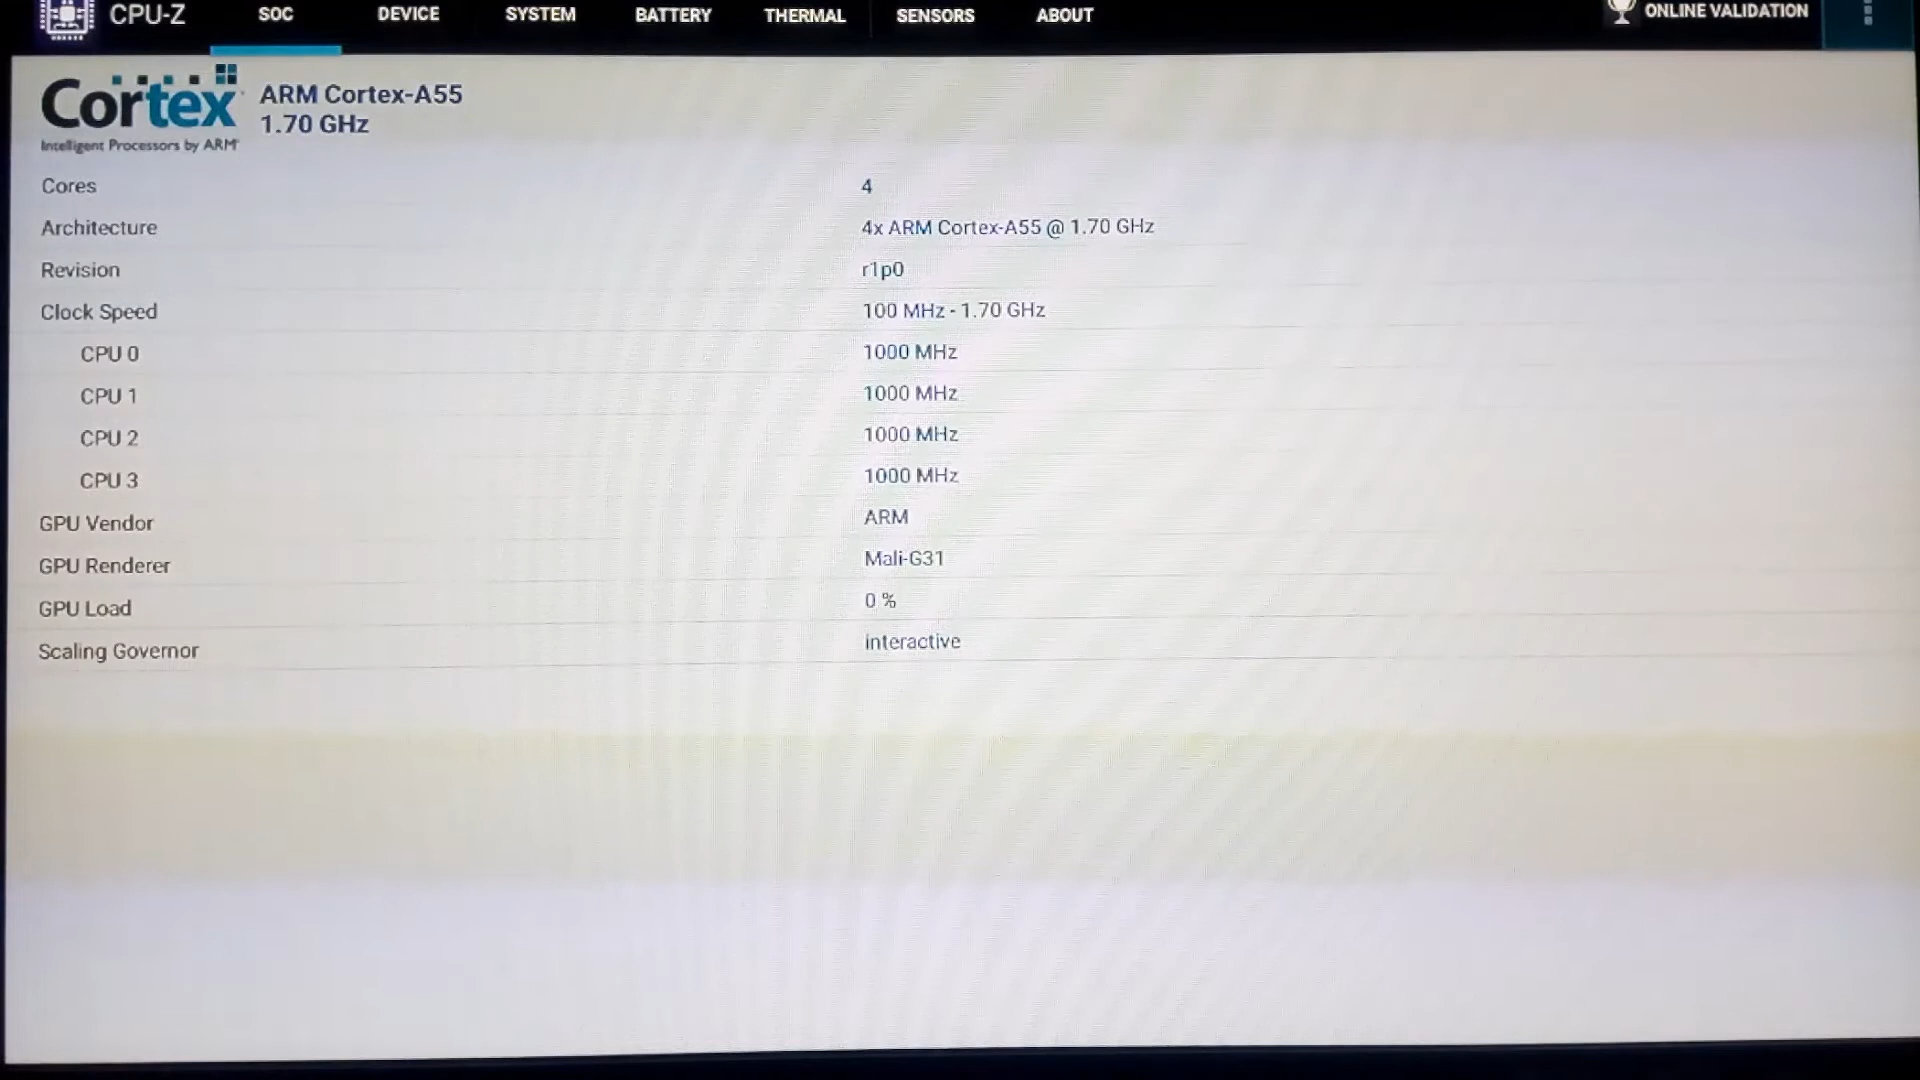 CPU-Z SOC DEVICE SYSTEM BATTERY THERMAL SENSORS ABOUT ONLINE VALIDATION
Cortex
Intelligent Processors by ARM
ARM Cortex-A55
1.70 GHz
Cores 4
Architecture 4x ARM Cortex-A55 @ 1.70 GHz
Revision r1p0
Clock Speed 100 MHz - 1.70 GHz
CPU 0 1000 MHz
CPU 1 1000 MHz
CPU 2 1000 MHz
CPU 3 1000 MHz
GPU Vendor ARM
GPU Renderer Mali-G31
GPU Load 0 %
Scaling Governor interactive